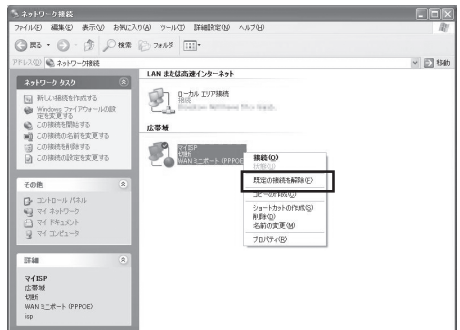 ネットワーク接続
ファイル(F) 編集(E) 表示(V) お気に入り(A) ツール(T) 詳細設定(N) ヘルプ(H)
戻る 検索 フォルダ
アドレス(D) ネットワーク接続 移動
ネットワーク タスク
新しい接続を作成する
Windows ファイアウォールの設定を変更する
この接続を開始する
この接続の名前を変更する
この接続を削除する
この接続の設定を変更する
その他
コントロール パネル
マイ ネットワーク
マイ ドキュメント
マイ コンピュータ
詳細
マイISP
広帯域
切断
WAN ミニポート (PPPOE)
isp
LAN または高速インターネット
ローカル エリア接続
接続
広帯域
マイISP
切断
WAN ミニポート (PPPOE)
接続(O)
状態(U)
既定の接続を解除(F)
コピーの作成(C)
ショートカットの作成(S)
削除(D)
名前の変更(M)
プロパティ(R)